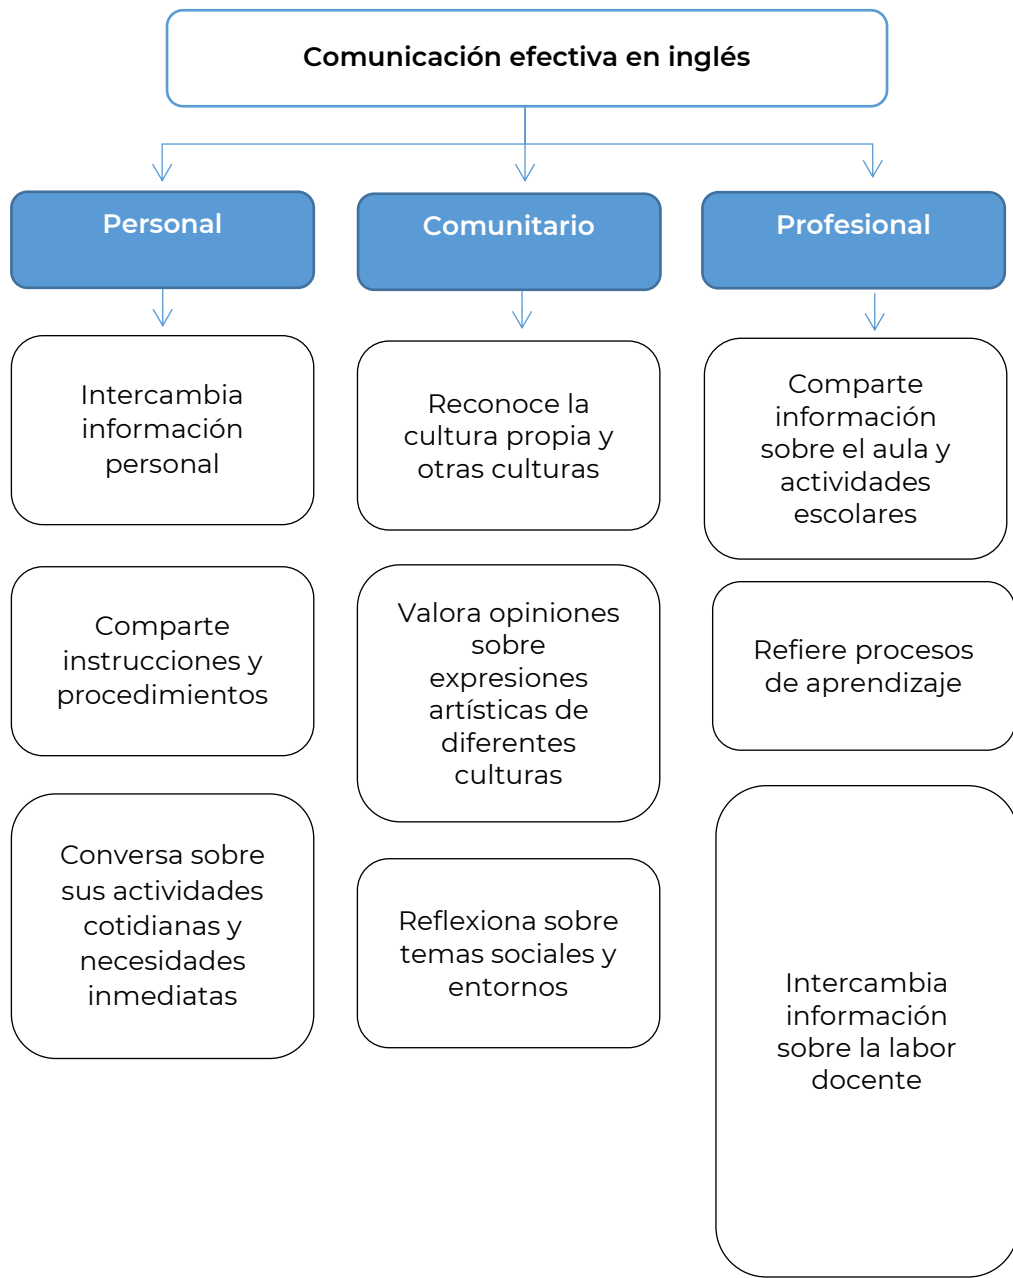 Comunicación efectiva en inglés
Personal
Comunitario
Profesional
Intercambia
información
personal
Reconoce la
cultura propia y
otras culturas
Comparte
información
sobre el aula y
actividades
escolares
Comparte
instrucciones y
procedimientos
Valora opiniones
sobre
expresiones
artísticas de
diferentes
culturas
Refiere procesos
de aprendizaje
Conversa sobre
sus actividades
cotidianas y
necesidades
inmediatas
Reflexiona sobre
temas sociales y
entornos
Intercambia
información
sobre la labor
docente